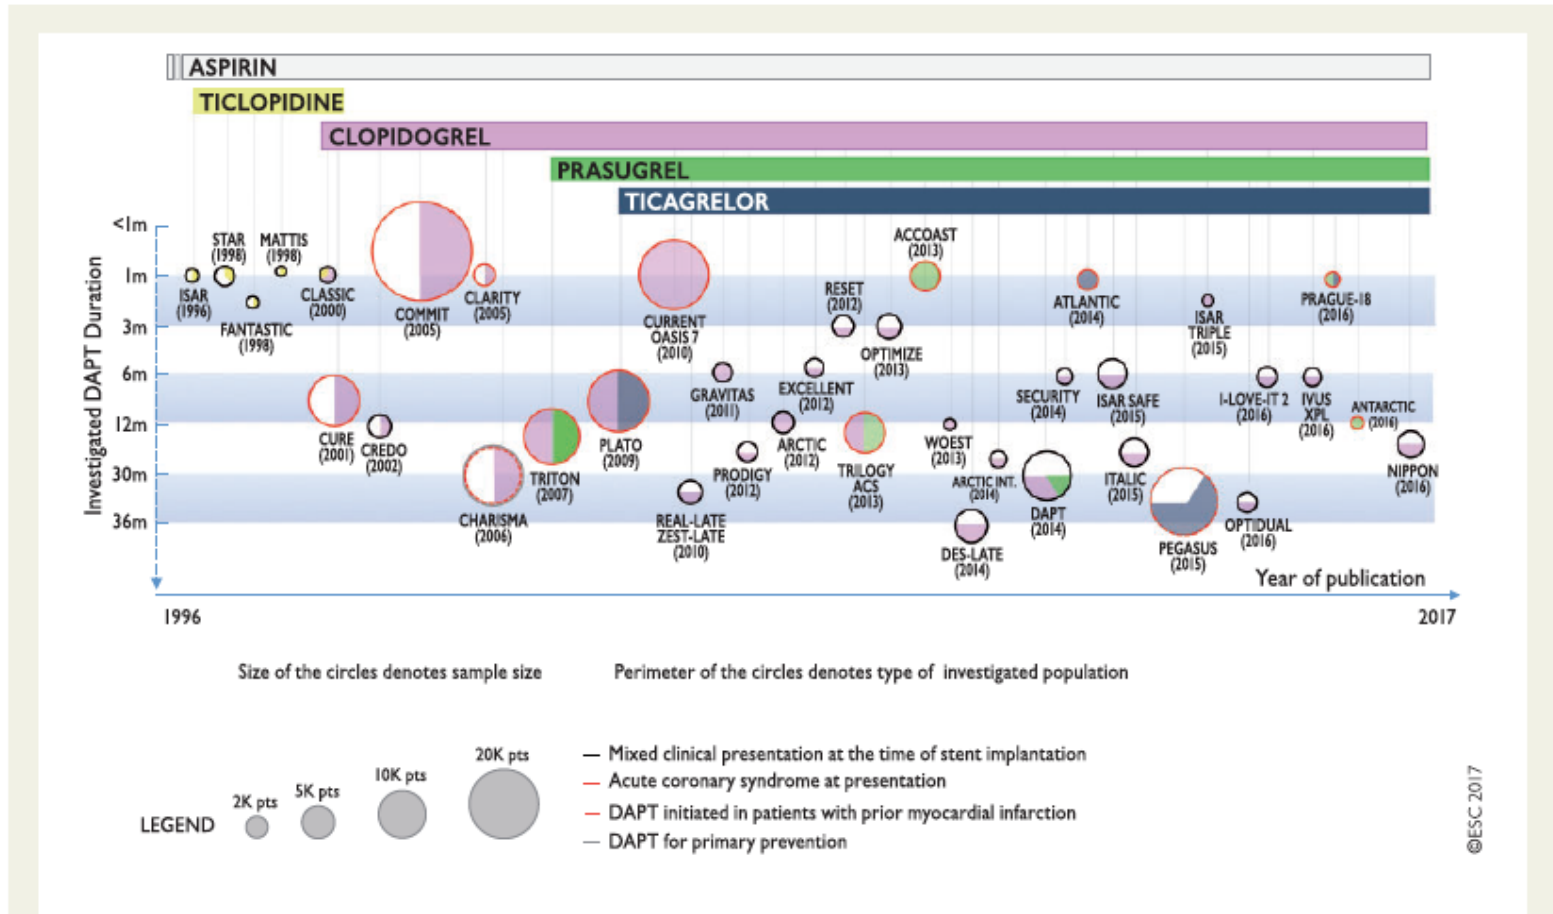 ASPIRIN
TICLOPIDINE
CLOPIDOGREL
PRASUGREL
TICAGRELOR
Investigated DAPT Duration
<1m
1m
3m
6m
12m
30m
36m
ISAR
(1996)
STAR
(1998)
FANTASTIC
(1998)
MATTIS
(1998)
CLASSIC
(2000)
CURE
(2001)
CREDO
(2002)
COMMIT
(2005)
CLARITY
(2005)
CHARISMA
(2006)
TRITON
(2007)
PLATO
(2009)
CURRENT
OASIS 7
(2010)
REAL-LATE
ZEST-LATE
(2010)
GRAVITAS
(2011)
PRODIGY
(2012)
ARCTIC
(2012)
EXCELLENT
(2012)
RESET
(2012)
TRILOGY
ACS
(2013)
OPTIMIZE
(2013)
ACCOAST
(2013)
WOEST
(2013)
DES-LATE
(2014)
ARCTIC INT.
(2014)
DAPT
(2014)
SECURITY
(2014)
ATLANTIC
(2014)
ISAR SAFE
(2015)
ITALIC
(2015)
PEGASUS
(2015)
ISAR
TRIPLE
(2015)
OPTIDUAL
(2016)
I-LOVE-IT 2
(2016)
IVUS
XPL
(2016)
PRAGUE-18
(2016)
ANTARCTIC
(2016)
NIPPON
(2016)
Year of publication
1996
2017
Size of the circles denotes sample size
Perimeter of the circles denotes type of investigated population
LEGEND
2K pts
5K pts
10K pts
20K pts
Mixed clinical presentation at the time of stent implantation
Acute coronary syndrome at presentation
DAPT initiated in patients with prior myocardial infarction
DAPT for primary prevention
©ESC 2017